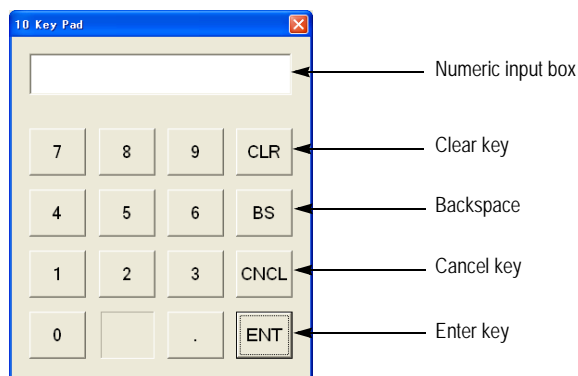 10 Key Pad
Numeric input box
7 8 9 CLR Clear key
4 5 6 BS Backspace
1 2 3 CNCL Cancel key
0 . ENT Enter key